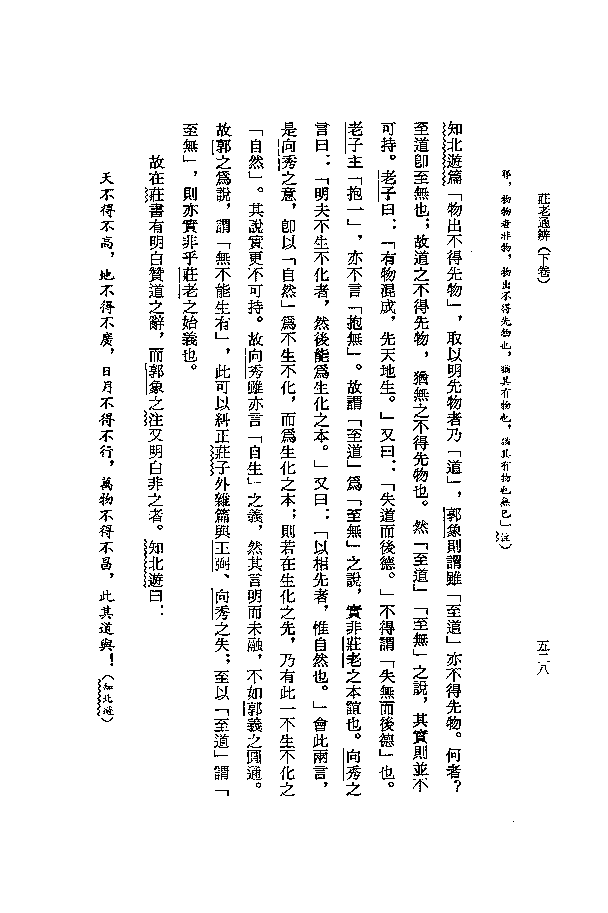 莊老通辨（下卷）
五二八
耶，物物者非物，物出不得先物也，猶其有物也，猶其有物也無已」（注）
知北遊篇「物出不得先物」，取以明先物者乃「道」，郭象則謂雖「至道」亦不得先物。何者？
至道卽至無也；故道之不得先物，猶無之不得先物也。然「至道」「至無」之說，其實則並不
可持。老子曰：「有物混成，先天地生。」又曰：「失道而後德。」不得謂「失無而後德」也。
老子主「抱一」，亦不言「抱無」。故謂「至道」爲「至無」之說，實非莊老之本誼也。向秀之
言曰：「明夫不生不化者，然後能爲生化之本。」又曰：「以相先者，惟自然也。」會此兩言，
是向秀之意，卽以「自然」爲不生不化，而爲生化之本；則若在生化之先，乃有此一不生不化之
「自然」。其說實更不可持。故向秀雖亦言「自生」之義，然其言明而未融，不如郭義之圓通。
故郭之爲說，謂「無不能生有」，此可以糾正莊子外雜篇與王弼、向秀之失；至以「至道」謂「
至無」，則亦實非乎莊老之始義也。
故在莊書有明白贊道之辭，而郭象之注又明白非之者。知北遊曰：
天不得不高，地不得不廣，日月不得不行，萬物不得不昌，此其道與！（知北遊）